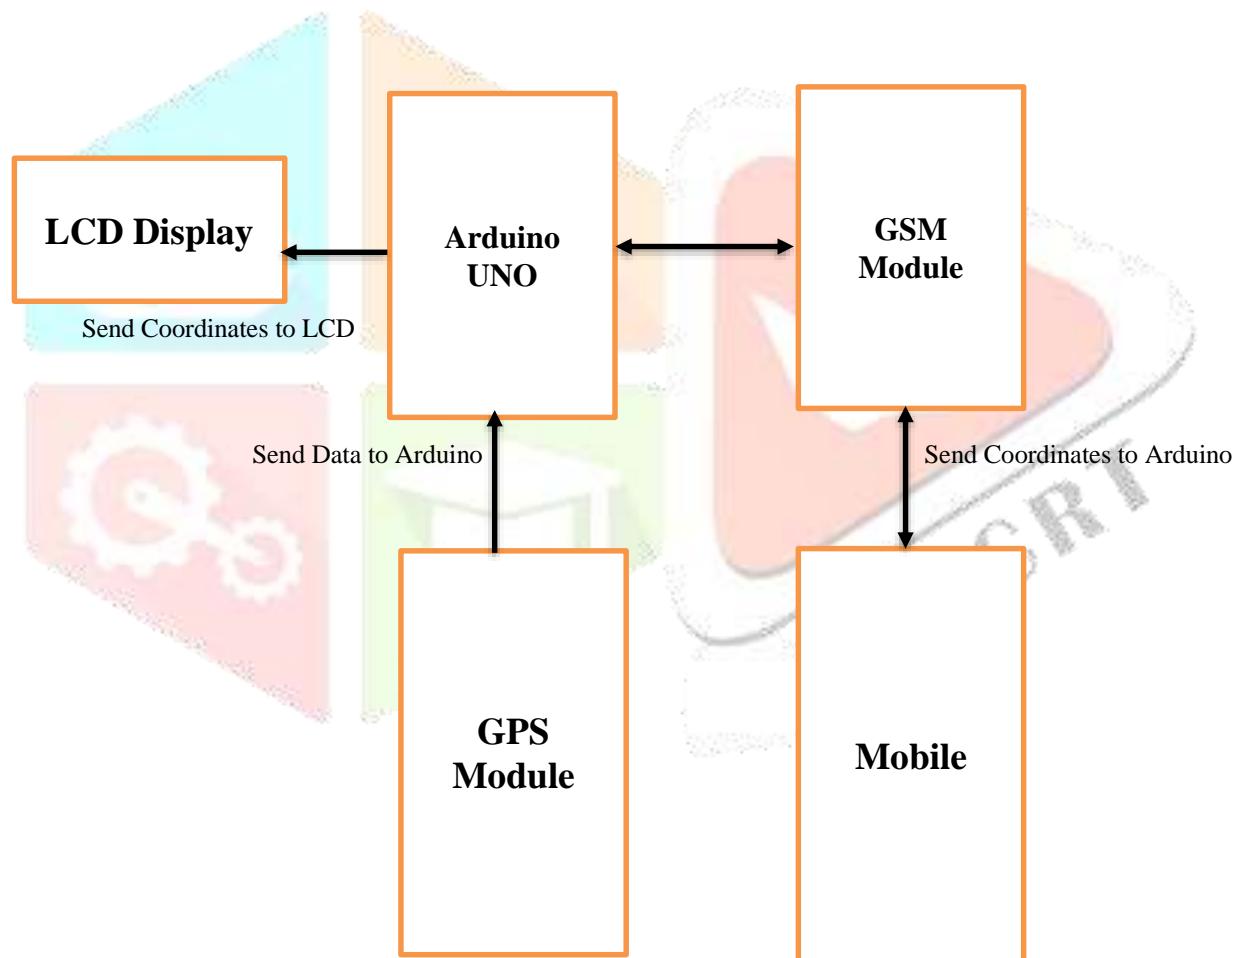 LCD Display
Arduino
UNO
GSM
Module
Send Coordinates to LCD
Send Data to Arduino
Send Coordinates to Arduino
GPS
Module
Mobile